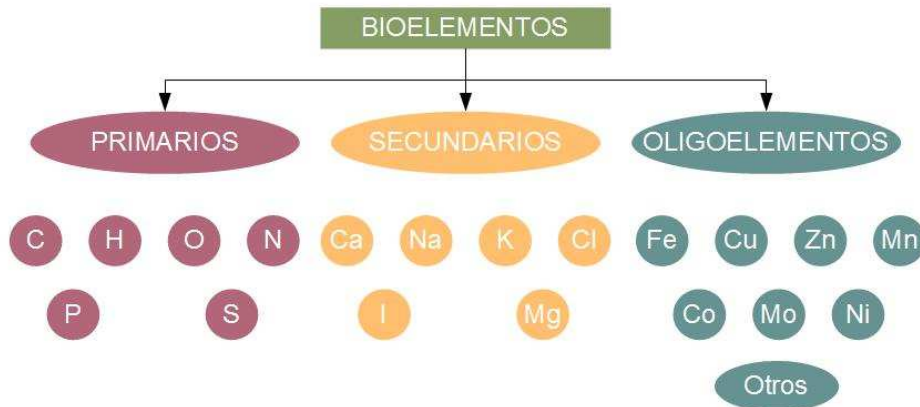 BIOELEMENTOS
PRIMARIOS SECUNDARIOS OLIGOELEMENTOS
C H O N Ca Na K Cl Fe Cu Zn Mn
P S I Mg Co Mo Ni
Otros